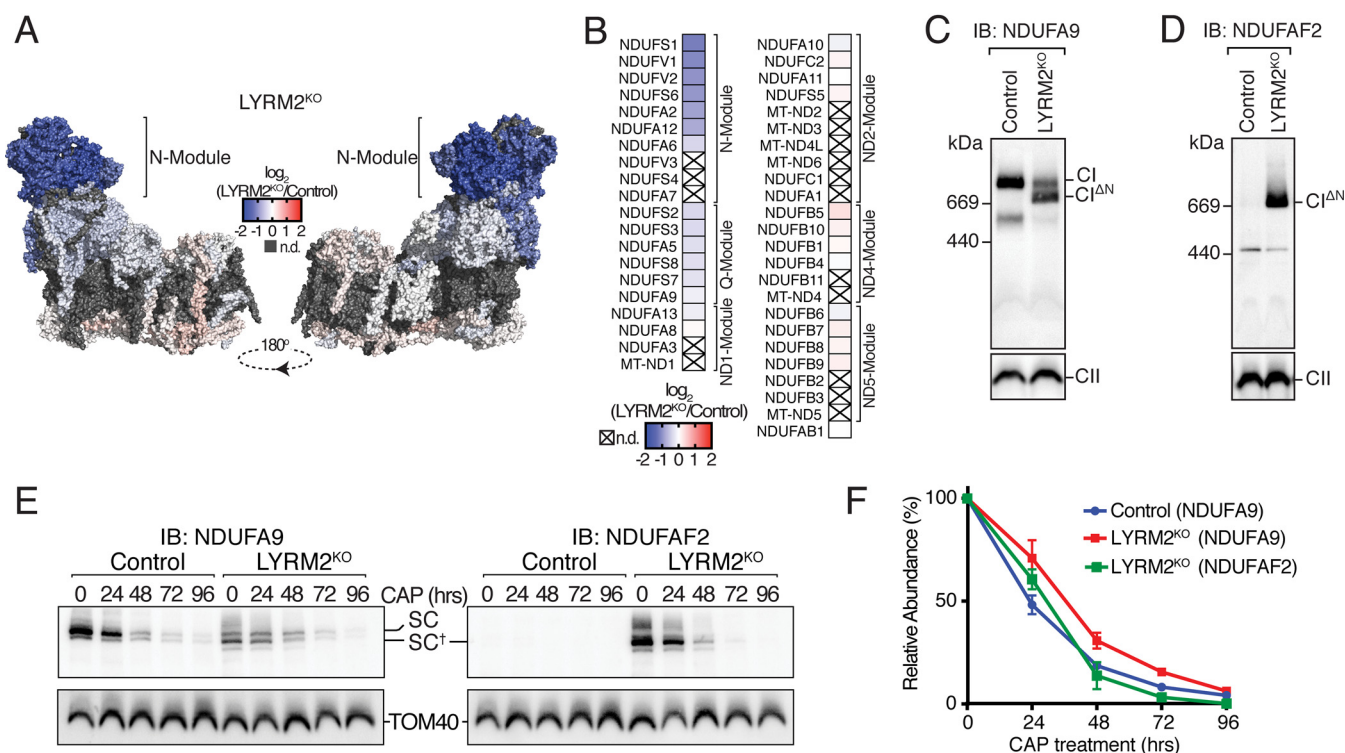 A
LYRM2KO
N-Module
N-Module
log2
(LYRM2KO/Control)
-2 -1 0 1 2
n.d.
180o
B
NDUFS1
NDUFV1
NDUFV2
NDUFS6
NDUFA2
NDUFA12
NDUFA6
NDUFV3
NDUFS4
NDUFA7
NDUFS2
NDUFS3
NDUFA5
NDUFS8
NDUFS7
NDUFA9
NDUFA13
NDUFA8
NDUFA3
MT-ND1
N-Module
Q-Module
ND1-Module
NDUFA10
NDUFC2
NDUFA11
NDUFS5
MT-ND2
MT-ND3
MT-ND4L
MT-ND6
NDUFC1
NDUFA1
NDUFB5
NDUFB10
NDUFB1
NDUFB4
NDUFB11
MT-ND4
NDUFB6
NDUFB7
NDUFB8
NDUFB9
NDUFB2
NDUFB3
MT-ND5
NDUFAB1
ND2-Module
ND4-Module
ND5-Module
log2
(LYRM2KO/Control)
n.d.
-2 -1 0 1 2
C
IB: NDUFA9
Control
LYRM2KO
kDa
669
440
CI
CIΔN
CII
D
IB: NDUFAF2
Control
LYRM2KO
kDa
669
440
CIΔN
CII
E
IB: NDUFA9
Control LYRM2KO
0 24 48 72 96 0 24 48 72 96
CAP (hrs)
SC
SC†
TOM40
IB: NDUFAF2
Control LYRM2KO
0 24 48 72 96 0 24 48 72 96
F
Relative Abundance (%)
100
50
0
Control (NDUFA9)
LYRM2KO (NDUFA9)
LYRM2KO (NDUFAF2)
0 24 48 72 96
CAP treatment (hrs)